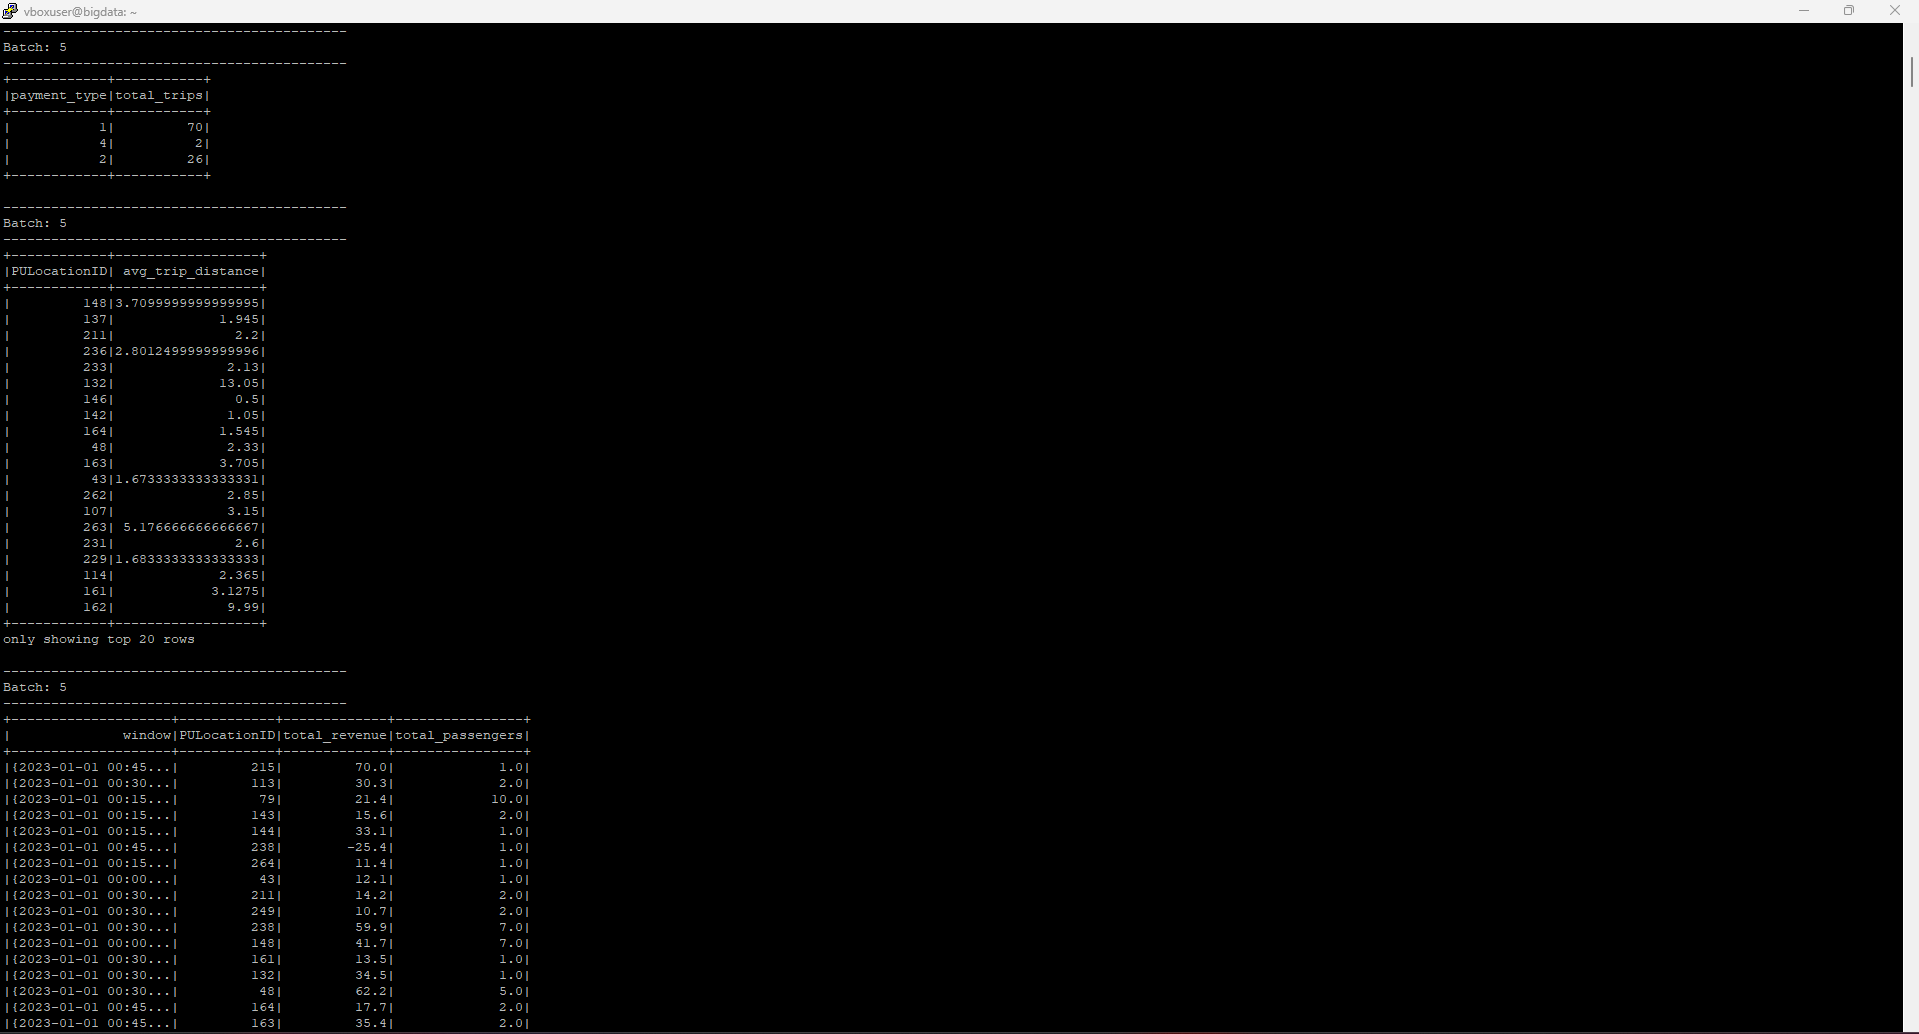 vboxuser@bigdata: ~
-------------------------------------------
Batch: 5
-------------------------------------------
+------------+-----------+
|payment_type|total_trips|
+------------+-----------+
|           1|         70|
|           4|          2|
|           2|         26|
+------------+-----------+
-------------------------------------------
Batch: 5
-------------------------------------------
+------------+------------------+
|PULocationID| avg_trip_distance|
+------------+------------------+
|         148|3.7099999999999995|
|         137|             1.945|
|         211|               2.2|
|         236|2.8012499999999996|
|         233|              2.13|
|         132|             13.05|
|         146|               0.5|
|         142|              1.05|
|         164|             1.545|
|          48|              2.33|
|         163|             3.705|
|          43|1.6733333333333331|
|         262|              2.85|
|         107|              3.15|
|         263| 5.176666666666667|
|         231|               2.6|
|         229|1.6833333333333333|
|         114|             2.365|
|         161|            3.1275|
|         162|              9.99|
+------------+------------------+
only showing top 20 rows
-------------------------------------------
Batch: 5
-------------------------------------------
+--------------------+------------+-------------+----------------+
|              window|PULocationID|total_revenue|total_passengers|
+--------------------+------------+-------------+----------------+
|{2023-01-01 00:45...|         215|         70.0|             1.0|
|{2023-01-01 00:30...|         113|         30.3|             2.0|
|{2023-01-01 00:15...|          79|         21.4|            10.0|
|{2023-01-01 00:15...|         143|         15.6|             2.0|
|{2023-01-01 00:15...|         144|         33.1|             1.0|
|{2023-01-01 00:45...|         238|        -25.4|             1.0|
|{2023-01-01 00:15...|         264|         11.4|             1.0|
|{2023-01-01 00:00...|          43|         12.1|             1.0|
|{2023-01-01 00:30...|         211|         14.2|             2.0|
|{2023-01-01 00:30...|         249|         10.7|             2.0|
|{2023-01-01 00:30...|         238|         59.9|             7.0|
|{2023-01-01 00:00...|         148|         41.7|             7.0|
|{2023-01-01 00:30...|         161|         13.5|             1.0|
|{2023-01-01 00:30...|         132|         34.5|             1.0|
|{2023-01-01 00:30...|          48|         62.2|             5.0|
|{2023-01-01 00:45...|         164|         17.7|             2.0|
|{2023-01-01 00:45...|         163|         35.4|             2.0|